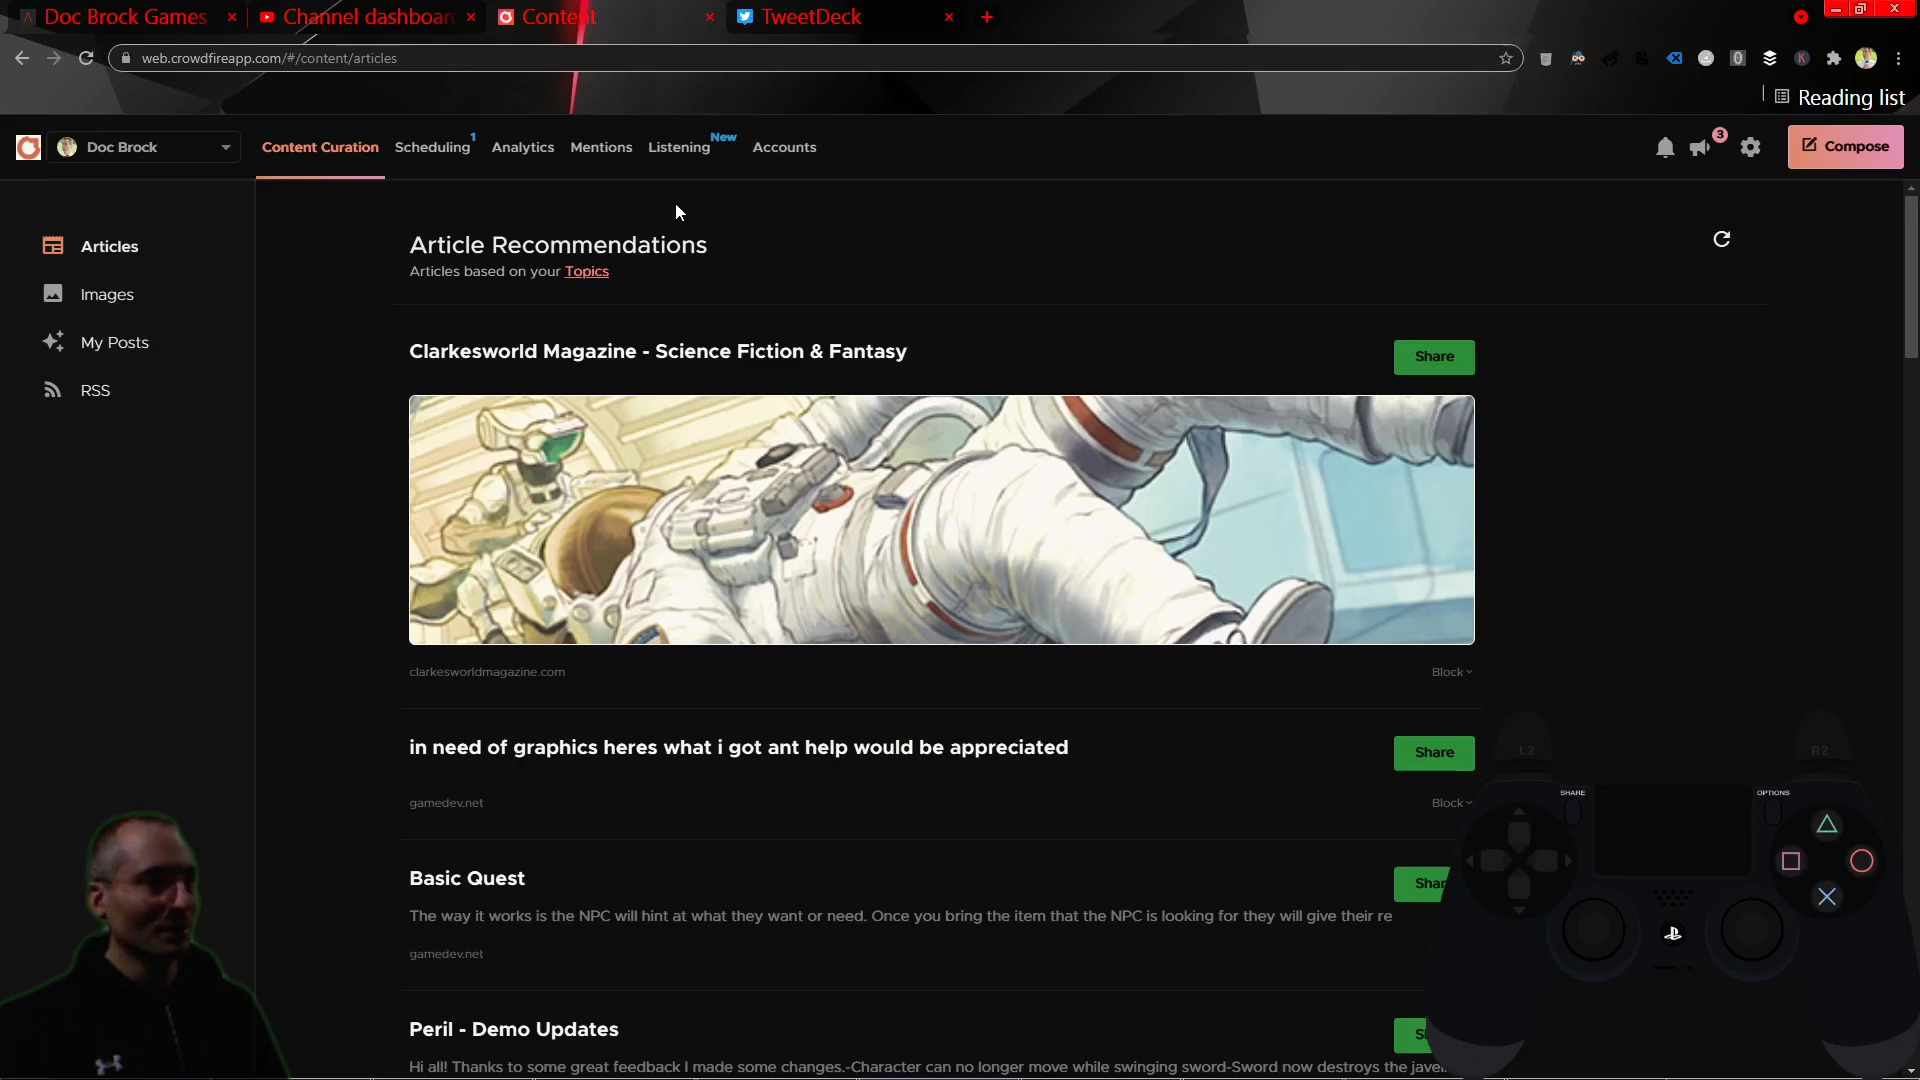 Doc Brock Games
Channel dashboard
Content
TweetDeck
web.crowdfireapp.com/#/content/articles
Reading list
Doc Brock
Content Curation
Scheduling
1
Analytics
Mentions
Listening
New
Accounts
3
Compose
Articles
Images
My Posts
RSS
Article Recommendations
Articles based on your Topics
Clarkesworld Magazine - Science Fiction & Fantasy
Share
clarkesworldmagazine.com
Block
in need of graphics heres what i got ant help would be appreciated
Share
gamedev.net
Block
Basic Quest
Shar
The way it works is the NPC will hint at what they want or need. Once you bring the item that the NPC is looking for they will give their re
gamedev.net
Peril - Demo Updates
S
Hi all! Thanks to some great feedback I made some changes.-Character can no longer move while swinging sword-Sword now destroys the javel
L2
R2
SHARE
OPTIONS